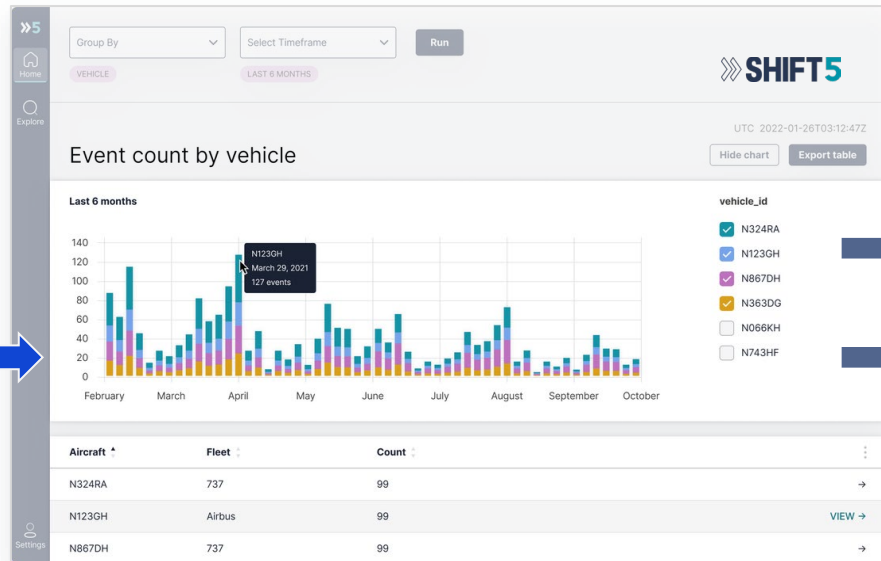 5
Group By
Select Timeframe
Run
Home
VEHICLE
LAST 6 MONTHS
SHIFT5
Explore
UTC 2022-01-26T03:12:47Z
Event count by vehicle
Hide chart
Export table
Last 6 months
vehicle_id
140
120
100
80
60
40
20
0
N123GH
March 29, 2021
127 events
February March April May June July August September October
N324RA
N123GH
N867DH
N363DG
N066KH
N743HF
Aircraft Fleet Count
N324RA 737 99
N123GH Airbus 99 VIEW
N867DH 737 99
Settings